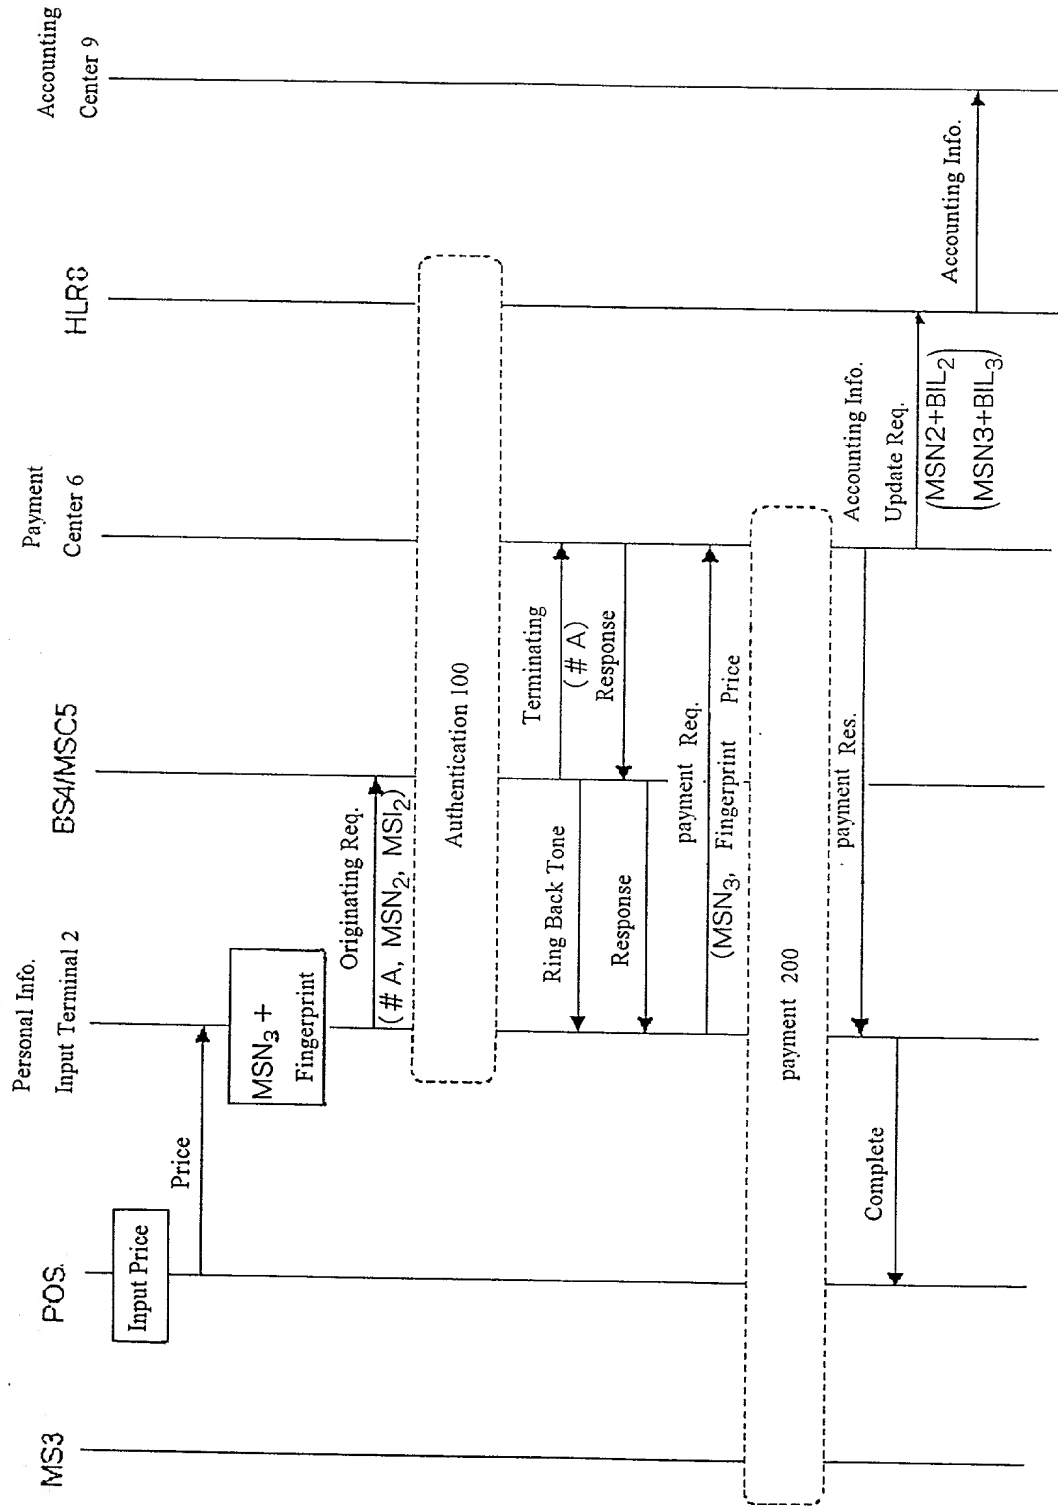 MS3
POS.
Personal Info.
Input Terminal 2
BS4/MSC5
Payment
Center 6
HLR8
Accounting
Center 9
Input Price
Price
MSN₃ +
Fingerprint
Originating Req.
(# A, MSN₂, MSI₂)
Authentication 100
Terminating
(# A)
Ring Back Tone
Response
Response
payment Req.
(MSN₃, Fingerprint Price
payment 200
payment Res.
Complete
Accounting Info.
Update Req.
(MSN2+BIL₂)
(MSN3+BIL₃)
Accounting Info.